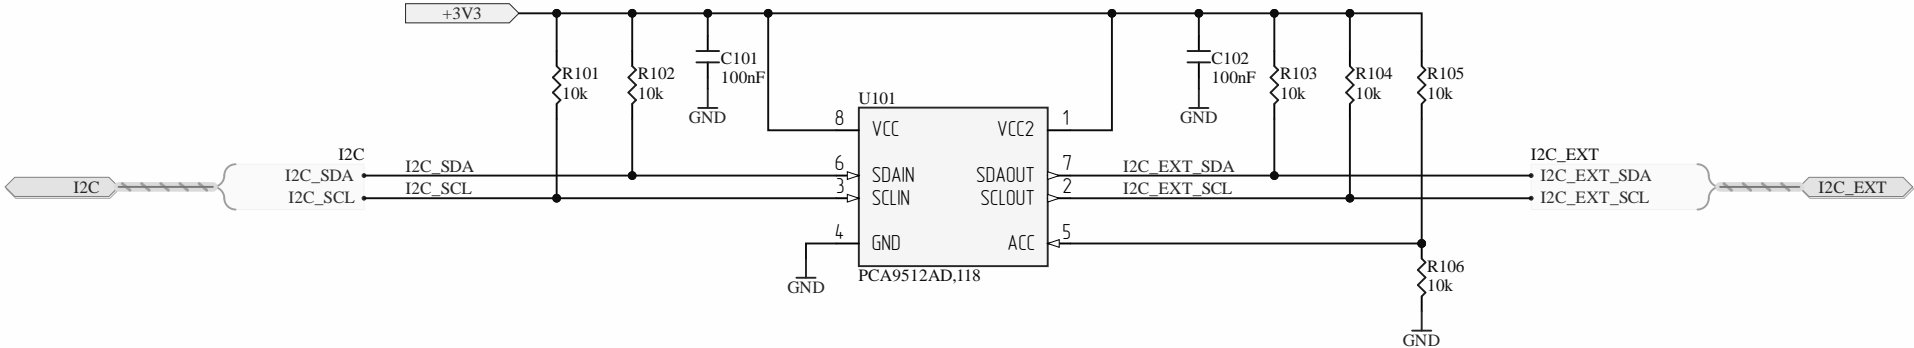 +3V3
R101
10k
R102
10k
C101
100nF
GND
C102
100nF
GND
R103
10k
R104
10k
R105
10k
U101
8 VCC
VCC2 1
6 SDAIN
SDAOUT 7
3 SCLIN
SCLOUT 2
4 GND
ACC 5
PCA9512AD,118
GND
I2C
I2C
I2C_SDA
I2C_SCL
I2C_SDA
I2C_SCL
I2C_EXT_SDA
I2C_EXT_SCL
I2C_EXT
I2C_EXT_SDA
I2C_EXT_SCL
I2C_EXT
R106
10k
GND